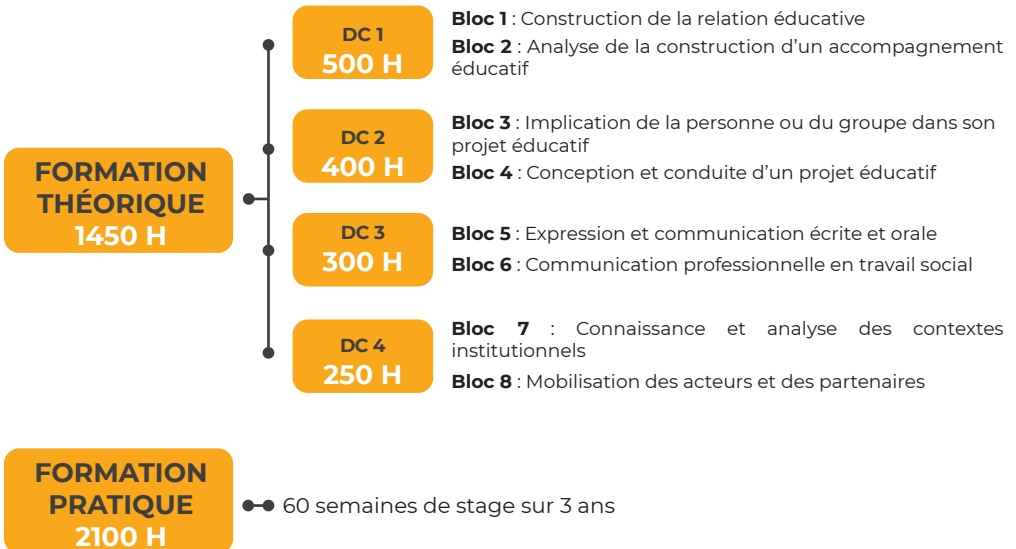 FORMATION
THÉORIQUE
1450 H
DC 1
500 H
Bloc 1 : Construction de la relation éducative
Bloc 2 : Analyse de la construction d’un accompagnement
éducatif
DC 2
400 H
Bloc 3 : Implication de la personne ou du groupe dans son
projet éducatif
Bloc 4 : Conception et conduite d’un projet éducatif
DC 3
300 H
Bloc 5 : Expression et communication écrite et orale
Bloc 6 : Communication professionnelle en travail social
DC 4
250 H
Bloc 7 : Connaissance et analyse des contextes
institutionnels
Bloc 8 : Mobilisation des acteurs et des partenaires
FORMATION
PRATIQUE
2100 H
60 semaines de stage sur 3 ans